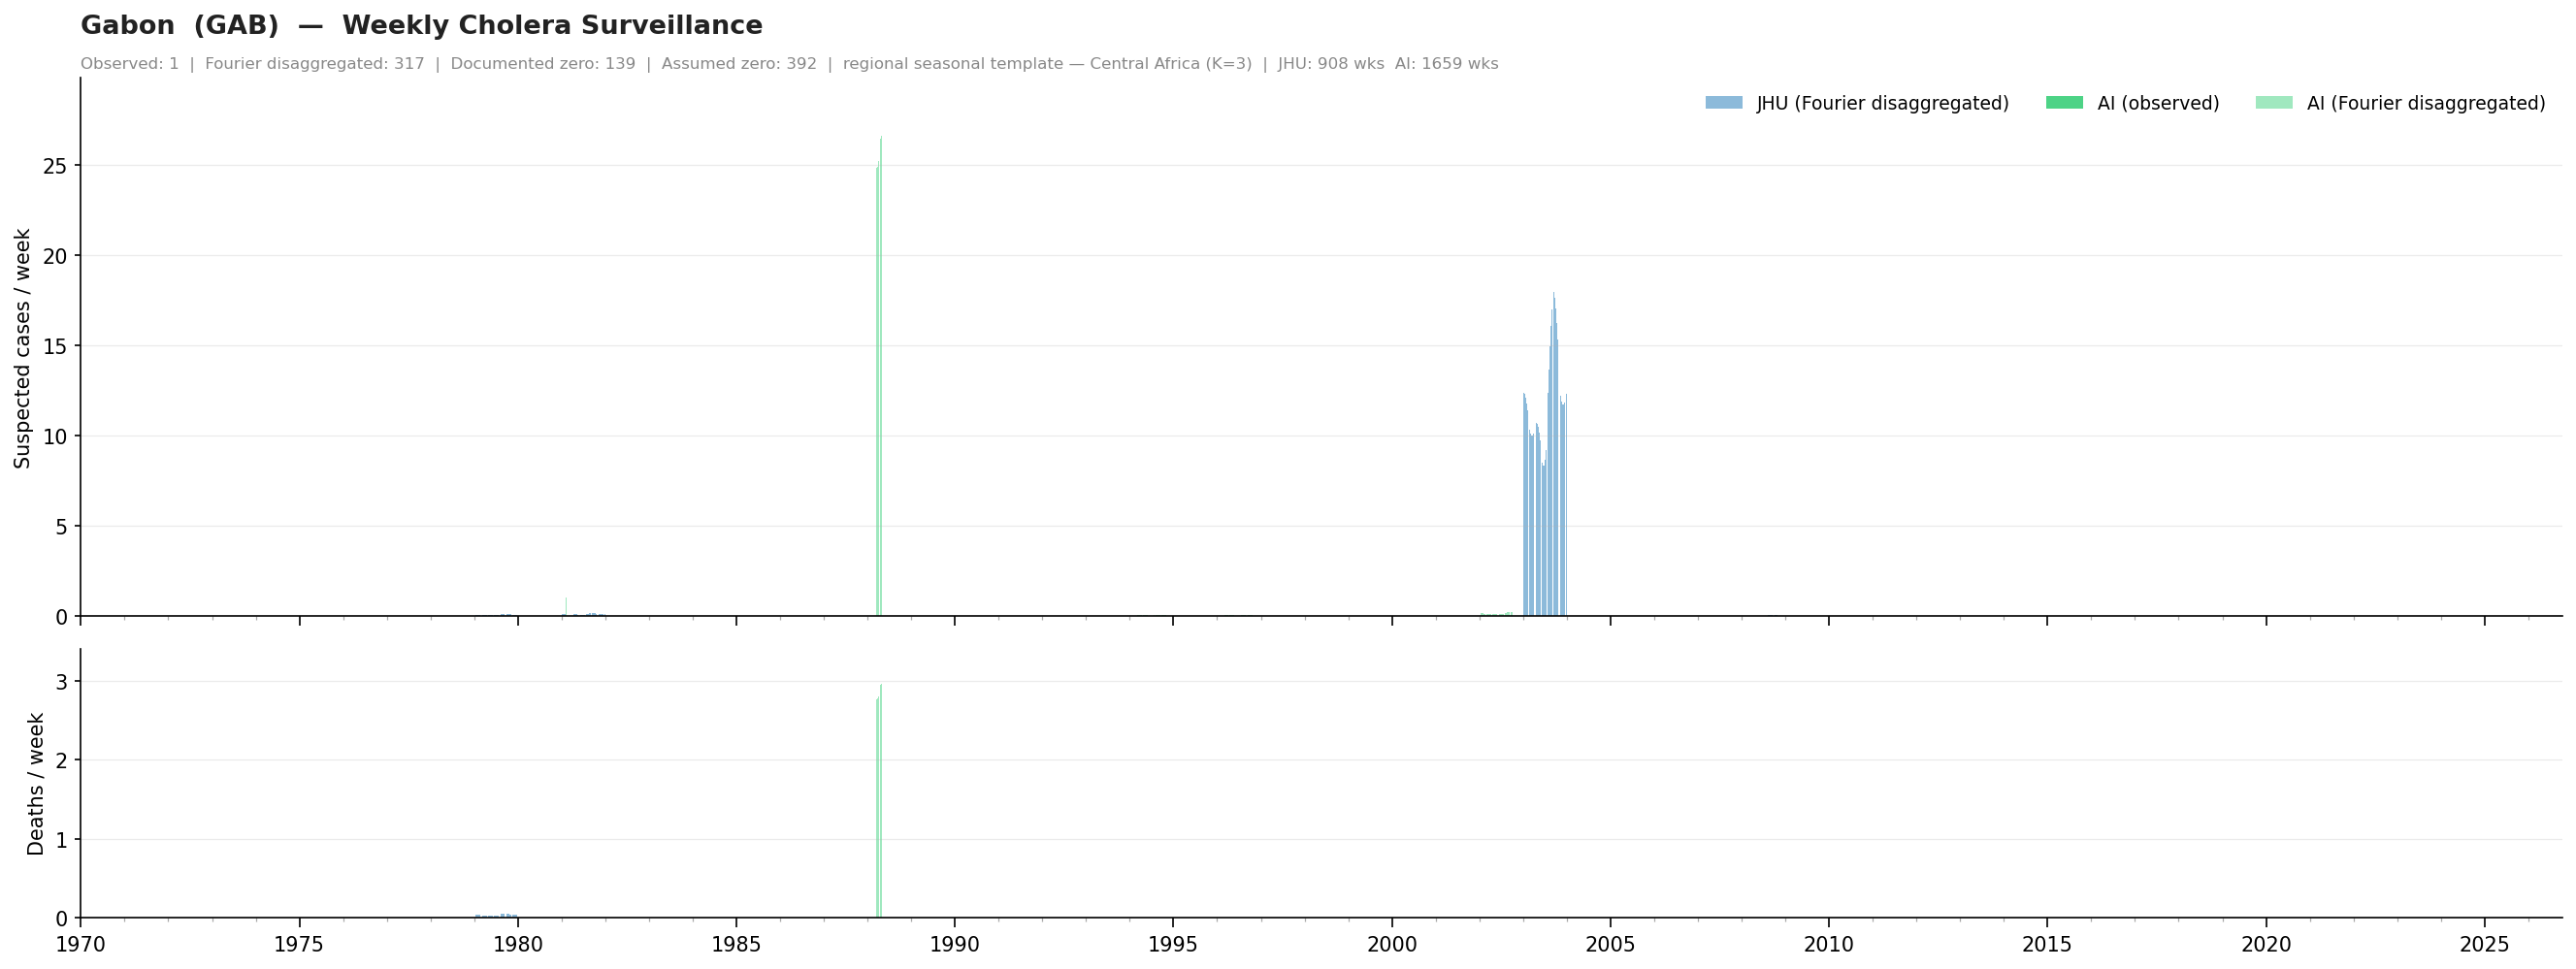 Gabon  (GAB)  —  Weekly Cholera Surveillance
Observed: 1  |  Fourier disaggregated: 317  |  Documented zero: 139  |  Assumed zero: 392  |  regional seasonal template — Central Africa (K=3)  |  JHU: 908 wks  AI: 1659 wks
JHU (Fourier disaggregated)  AI (observed)  AI (Fourier disaggregated)
Suspected cases / week
25
20
15
10
5
0
Deaths / week
3
2
1
0
1970 1975 1980 1985 1990 1995 2000 2005 2010 2015 2020 2025